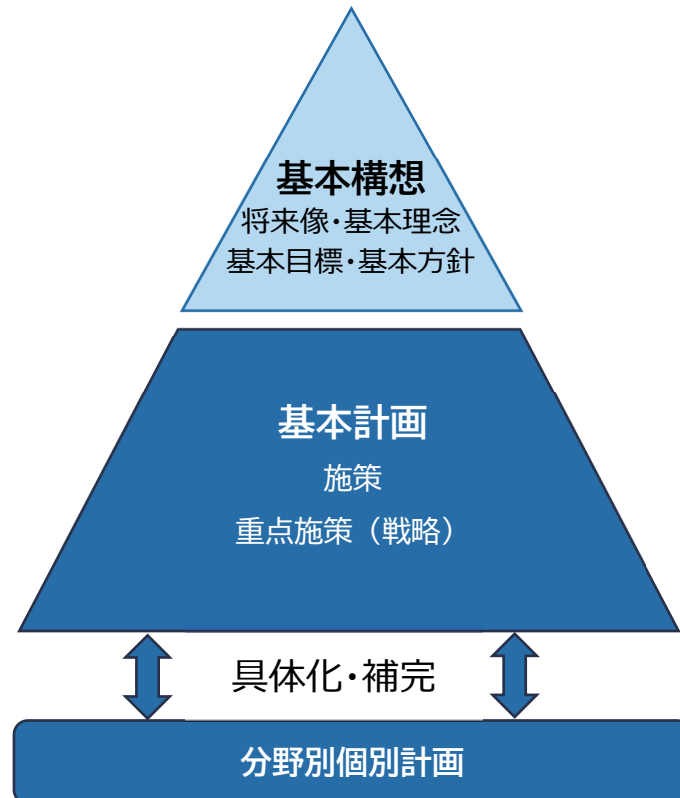 基本構想
将来像･基本理念
基本目標･基本方針
基本計画
施策
重点施策（戦略）
具体化･補完
分野別個別計画